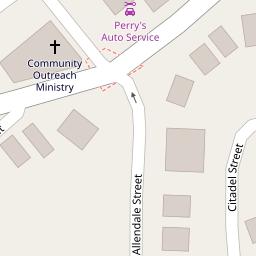 Perry's
Auto Service
Community
Outreach
Ministry
Citadel Street
Allendale Street